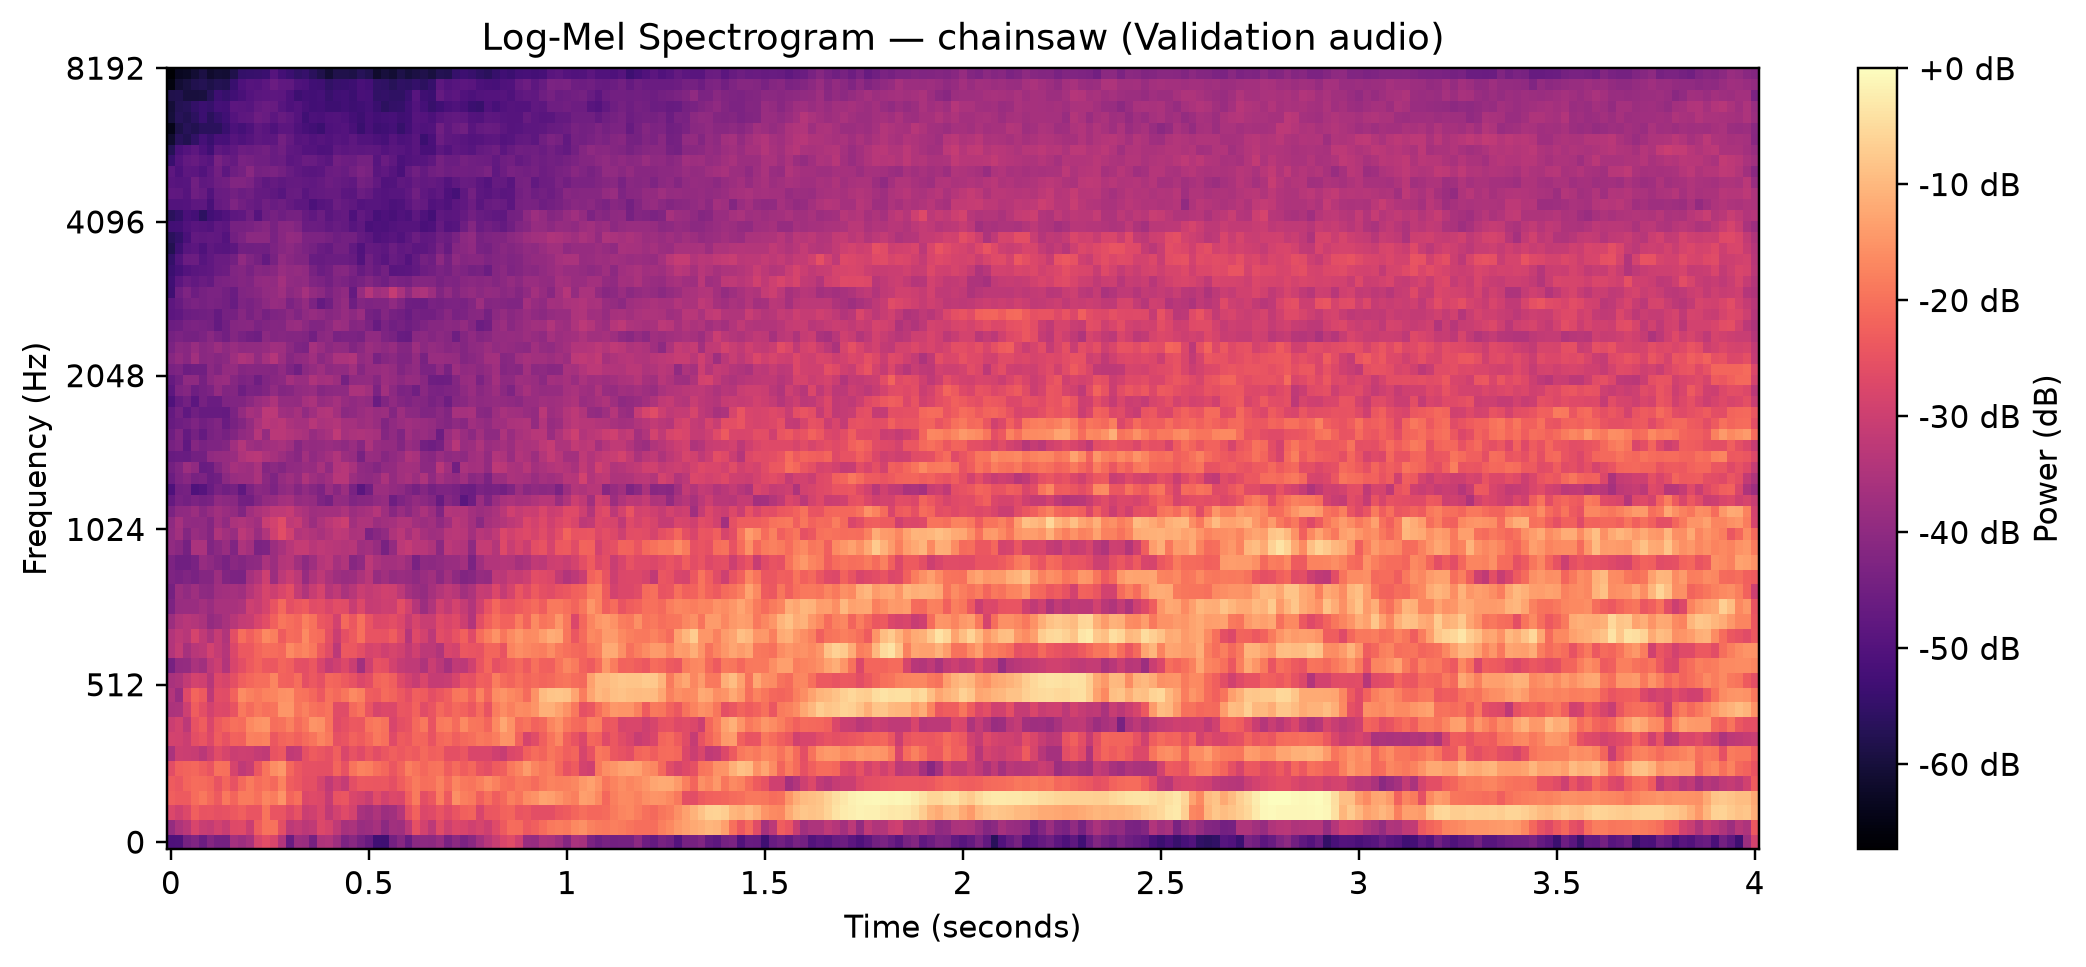 Log-Mel Spectrogram — chainsaw (Validation audio)
8192
4096
2048
1024
512
0
Frequency (Hz)
0 0.5 1 1.5 2 2.5 3 3.5 4
Time (seconds)
+0 dB
-10 dB
-20 dB
-30 dB
-40 dB
-50 dB
-60 dB
Power (dB)